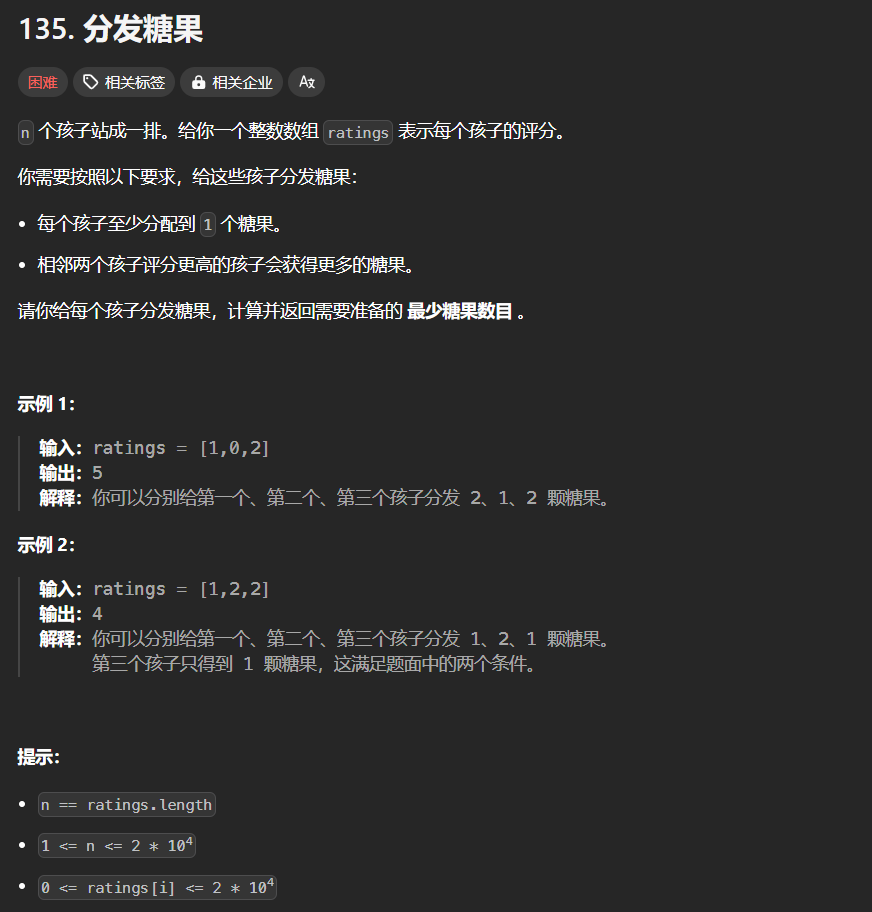 135. 分发糖果
困难 相关标签 相关企业 Ax
n 个孩子站成一排。给你一个整数数组 ratings 表示每个孩子的评分。
你需要按照以下要求，给这些孩子分发糖果：
• 每个孩子至少分配到 1 个糖果。
• 相邻两个孩子评分更高的孩子会获得更多的糖果。
请你给每个孩子分发糖果，计算并返回需要准备的 最少糖果数目 。
示例 1：
输入：ratings = [1,0,2]
输出：5
解释：你可以分别给第一个、第二个、第三个孩子分发 2、1、2 颗糖果。
示例 2：
输入：ratings = [1,2,2]
输出：4
解释：你可以分别给第一个、第二个、第三个孩子分发 1、2、1 颗糖果。
第三个孩子只得到 1 颗糖果，这满足题面中的两个条件。
提示：
• n == ratings.length
• 1 <= n <= 2 * 10⁴
• 0 <= ratings[i] <= 2 * 10⁴